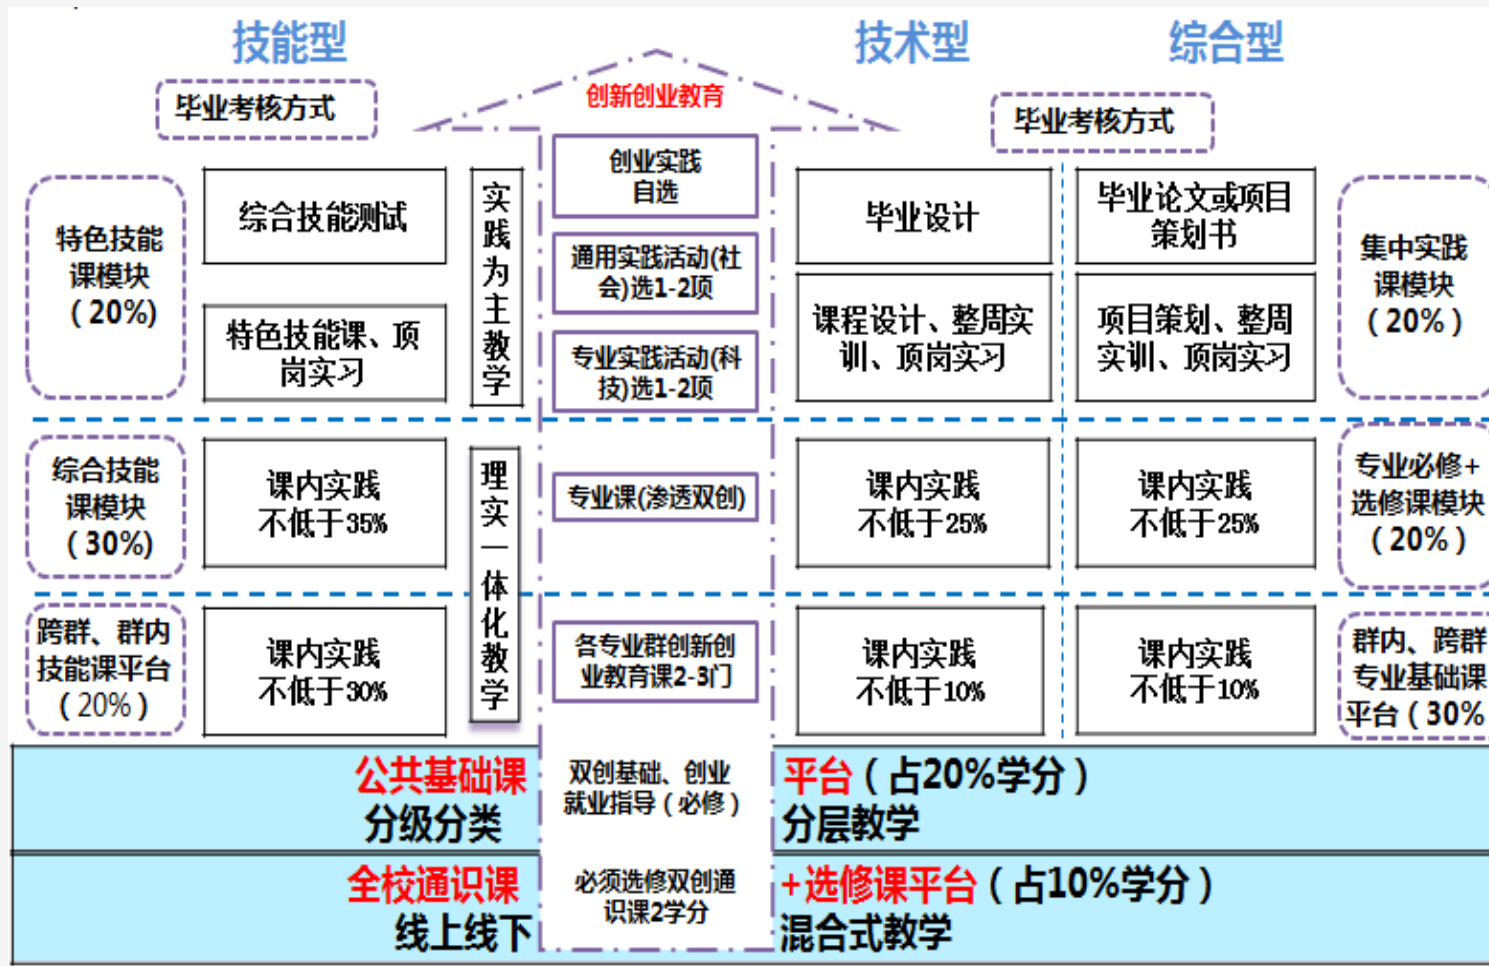 技能型
技术型
综合型
毕业考核方式
创新创业教育
毕业考核方式
特色技能
课模块
（20%)
综合技能测试
特色技能课、顶
岗实习
实践为主教学
创业实践
自选
通用实践活动(社
会)选1-2项
专业实践活动(科
技)选1-2项
毕业设计
课程设计、整周实
训、顶岗实习
毕业论文或项目
策划书
项目策划、整周
实训、顶岗实习
集中实践
课模块
（20%）
综合技能
课模块
（30%)
课内实践
不低于35%
理实一体化教学
专业课(渗透双创)
课内实践
不低于25%
课内实践
不低于25%
专业必修+
选修课模块
（20%）
跨群、群内
技能课平台
（20%）
课内实践
不低于30%
各专业群创新创
业教育课2-3门
课内实践
不低于10%
课内实践
不低于10%
群内、跨群
专业基础课
平台（30%
公共基础课
分级分类
双创基础、创业
就业指导（必修）
平台（占20%学分）
分层教学
全校通识课
线上线下
必须选修双创通
识课2学分
+选修课平台（占10%学分）
混合式教学